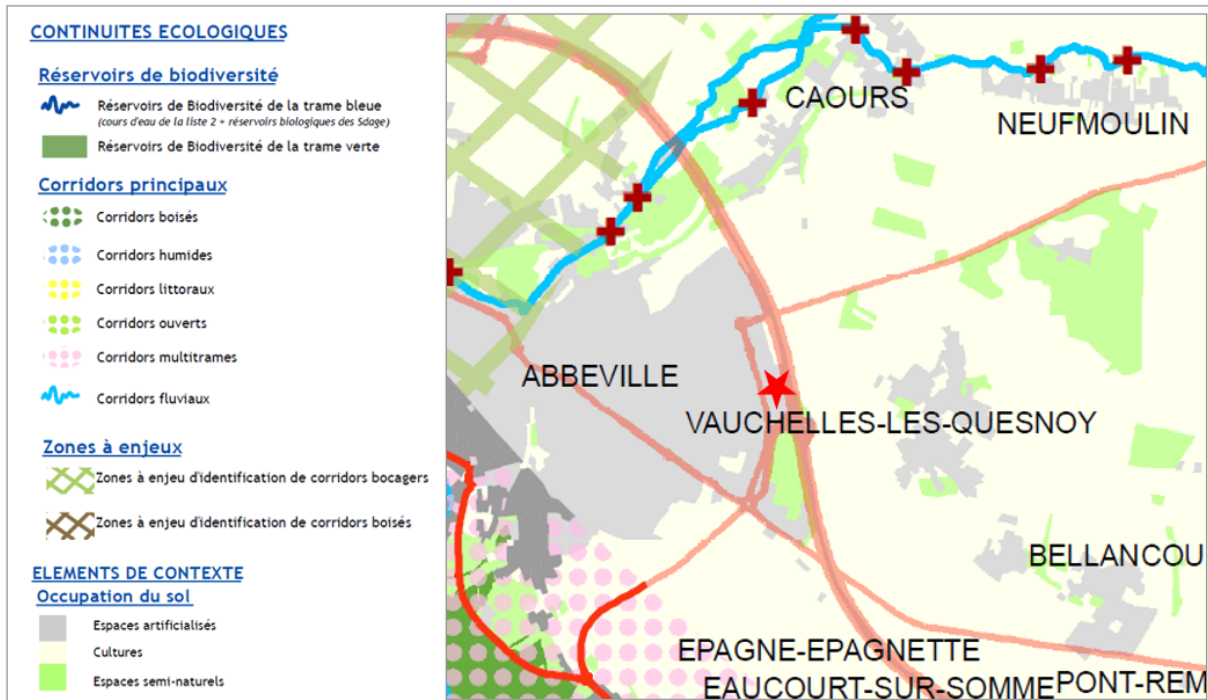 CONTINUITES ECOLOGIQUES
Réservoirs de biodiversité
Réservoirs de Biodiversité de la trame bleue
(cours d'eau de la liste 2 + réservoirs biologiques des Sdage)
Réservoirs de Biodiversité de la trame verte
Corridors principaux
Corridors boisés
Corridors humides
Corridors littoraux
Corridors ouverts
Corridors multitrames
Corridors fluviaux
Zones à enjeu
Zones à enjeu d'identification de corridors bocagers
Zones à enjeu d'identification de corridors boisés
ELEMENTS DE CONTEXTE
Occupation du sol
Espaces artificialisés
Cultures
Espaces semi-naturels
CAOURS
NEUFMOULIN
ABBEVILLE
VAUCHELLES-LES-QUESNOY
BELLANCOU
EPAGNE-EPAGNETTE
EAUCOURT-SUR-SOMME
PONT-REM